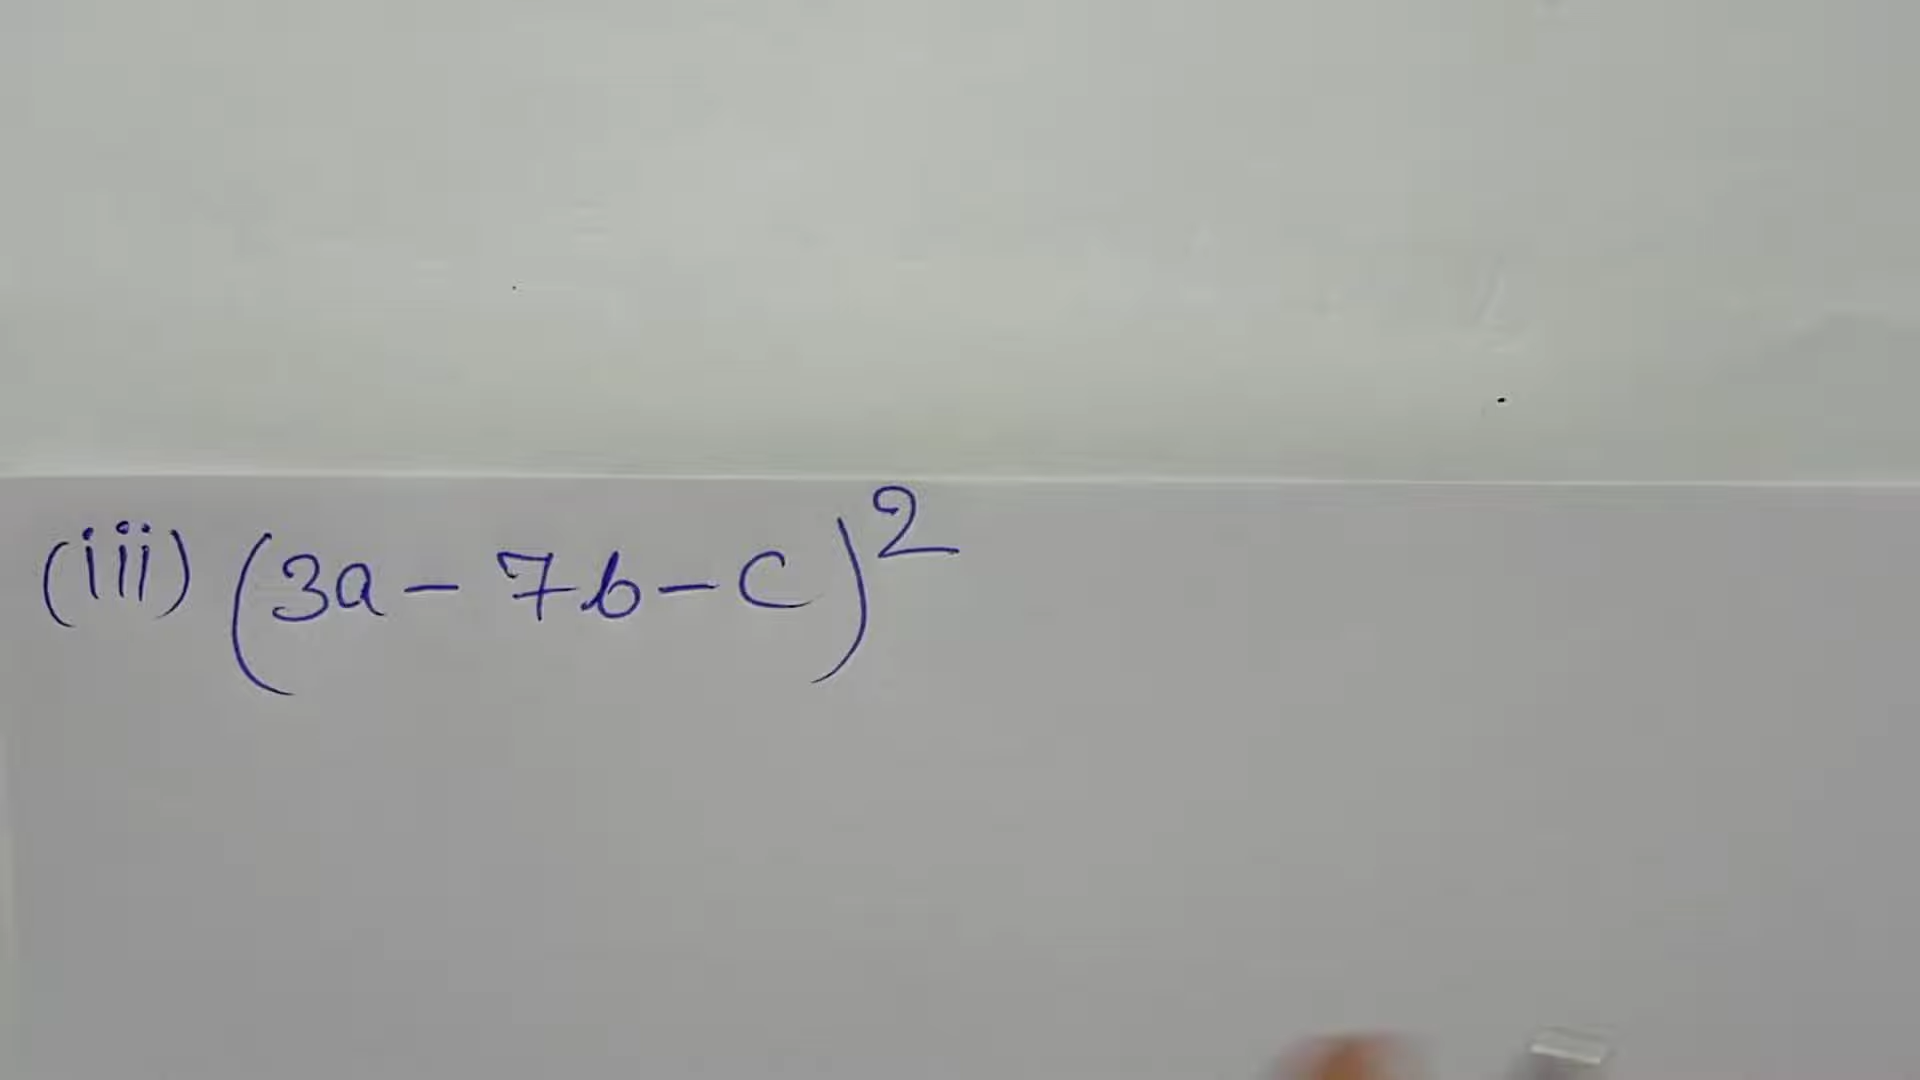 (iii) (3a - 7b - c)²